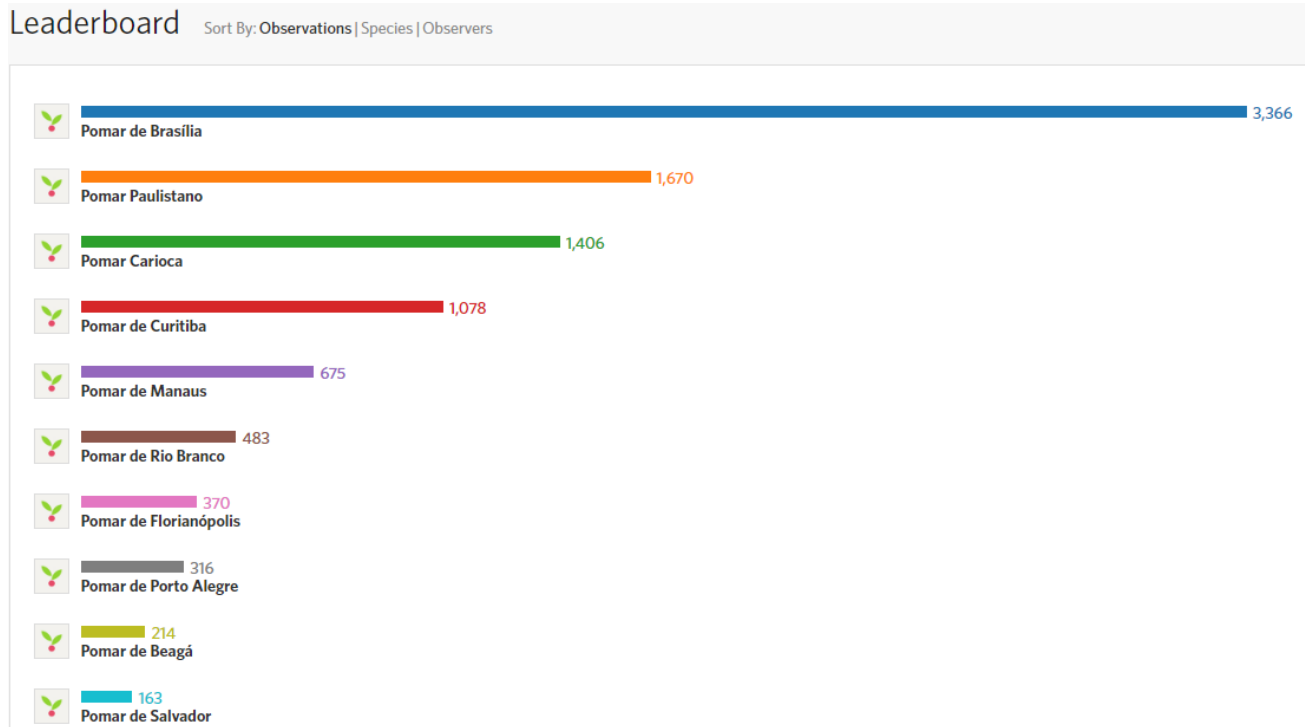 Leaderboard Sort By: Observations | Species | Observers
3,366
Pomar de Brasília
1,670
Pomar Paulistano
1,406
Pomar Carioca
1,078
Pomar de Curitiba
675
Pomar de Manaus
483
Pomar de Rio Branco
370
Pomar de Florianópolis
316
Pomar de Porto Alegre
214
Pomar de Beagá
163
Pomar de Salvador